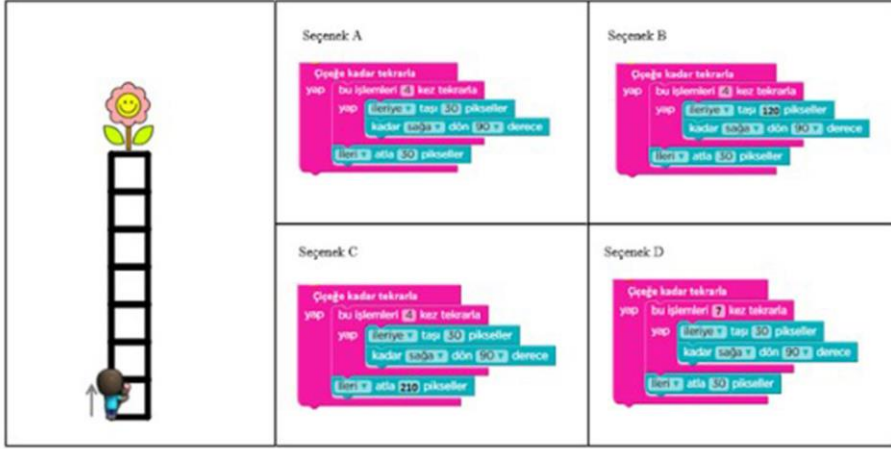 Seçenek A
Çiçeğe kadar tekrarla
yap bu işlemleri 4 kez tekrarla
yap ileriye taşı 30 pikseller
kadar sağa dön 90 derece
ileri atla 30 pikseller
Seçenek B
Çiçeğe kadar tekrarla
yap bu işlemleri 4 kez tekrarla
yap ileriye taşı 120 pikseller
kadar sağa dön 90 derece
ileri atla 30 pikseller
Seçenek C
Çiçeğe kadar tekrarla
yap bu işlemleri 4 kez tekrarla
yap ileriye taşı 30 pikseller
kadar sağa dön 90 derece
ileri atla 210 pikseller
Seçenek D
Çiçeğe kadar tekrarla
yap bu işlemleri 7 kez tekrarla
yap ileriye taşı 30 pikseller
kadar sağa dön 90 derece
ileri atla 30 pikseller